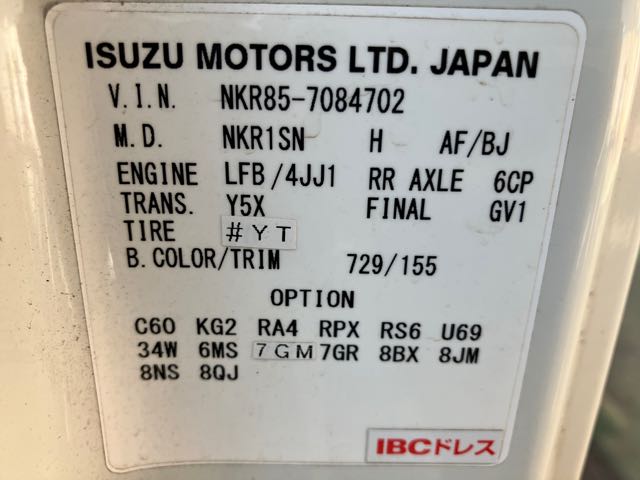 ISUZU MOTORS LTD. JAPAN
V.I.N. NKR85-7084702
M.D. NKR1SN H AF/BJ
ENGINE LFB/4JJ1 RR AXLE 6CP
TRANS. Y5X FINAL GV1
TIRE #YT
B.COLOR/TRIM 729/155
OPTION
C60 KG2 RA4 RPX RS6 U69
34W 6MS 7GM 7GR 8BX 8JM
8NS 8QJ
IBCドレス